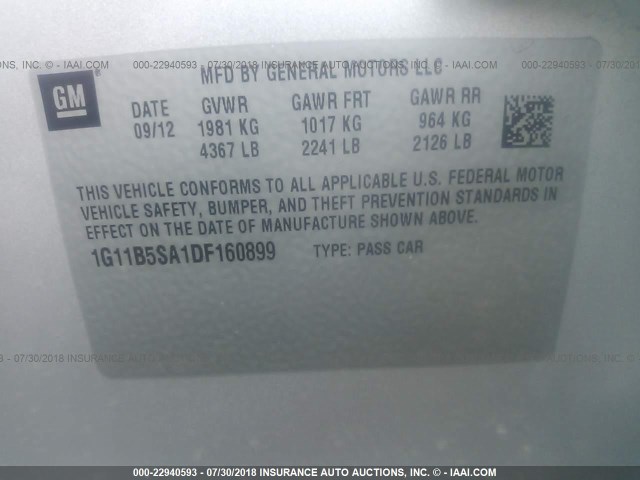 000-22940593 - 07/30/2018 INSURANCE AUTO AUCTIONS, INC. - IAAI.COM
MFD BY GENERAL MOTORS LLC
GM
DATE GVWR GAWR FRT GAWR RR
09/12 1981 KG 1017 KG 964 KG
4367 LB 2241 LB 2126 LB
THIS VEHICLE CONFORMS TO ALL APPLICABLE U.S. FEDERAL MOTOR
VEHICLE SAFETY, BUMPER, AND THEFT PREVENTION STANDARDS IN
EFFECT ON THE DATE OF MANUFACTURE SHOWN ABOVE.
1G11B5SA1DF160899 TYPE: PASS CAR
000-22940593 - 07/30/2018 INSURANCE AUTO AUCTIONS, INC. - IAAI.COM
000-22940593 - 07/30/2018 INSURANCE AUTO AUCTIONS, INC. - IAAI.COM